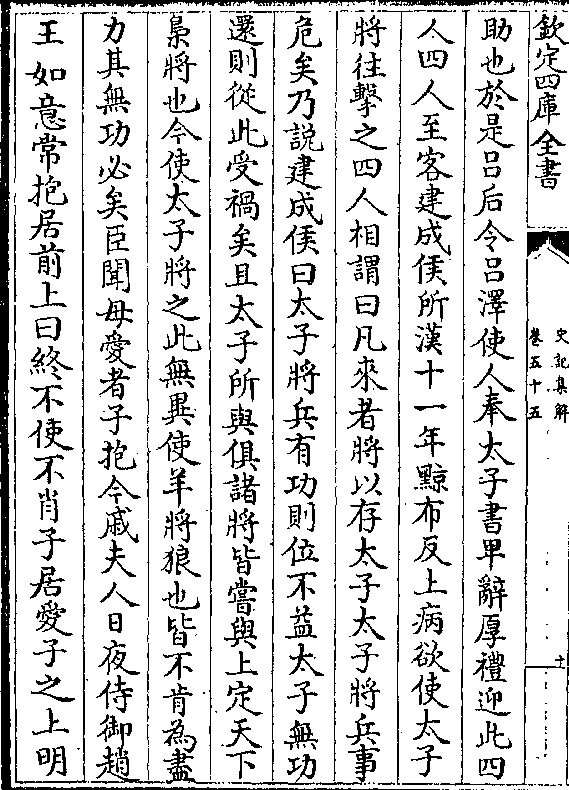 欽定四庫全書
史記集解
卷五十五
十
助也於是吕后令吕澤使人奉太子書卑辭厚禮迎此四
人四人至客建成侯所漢十一年黥布反上病欲使太子
將往擊之四人相謂曰凡來者將以存太子太子將兵事
危矣乃說建成侯曰太子將兵有功則位不益太子無功
還則從此受禍矣且太子所與俱諸將皆嘗與上定天下
梟將也今使太子將之此無異使羊將狼也皆不肯為盡
力其無功必矣臣聞母愛者子抱今戚夫人日夜侍御趙
王如意常抱居前上曰終不使不肖子居愛子之上明